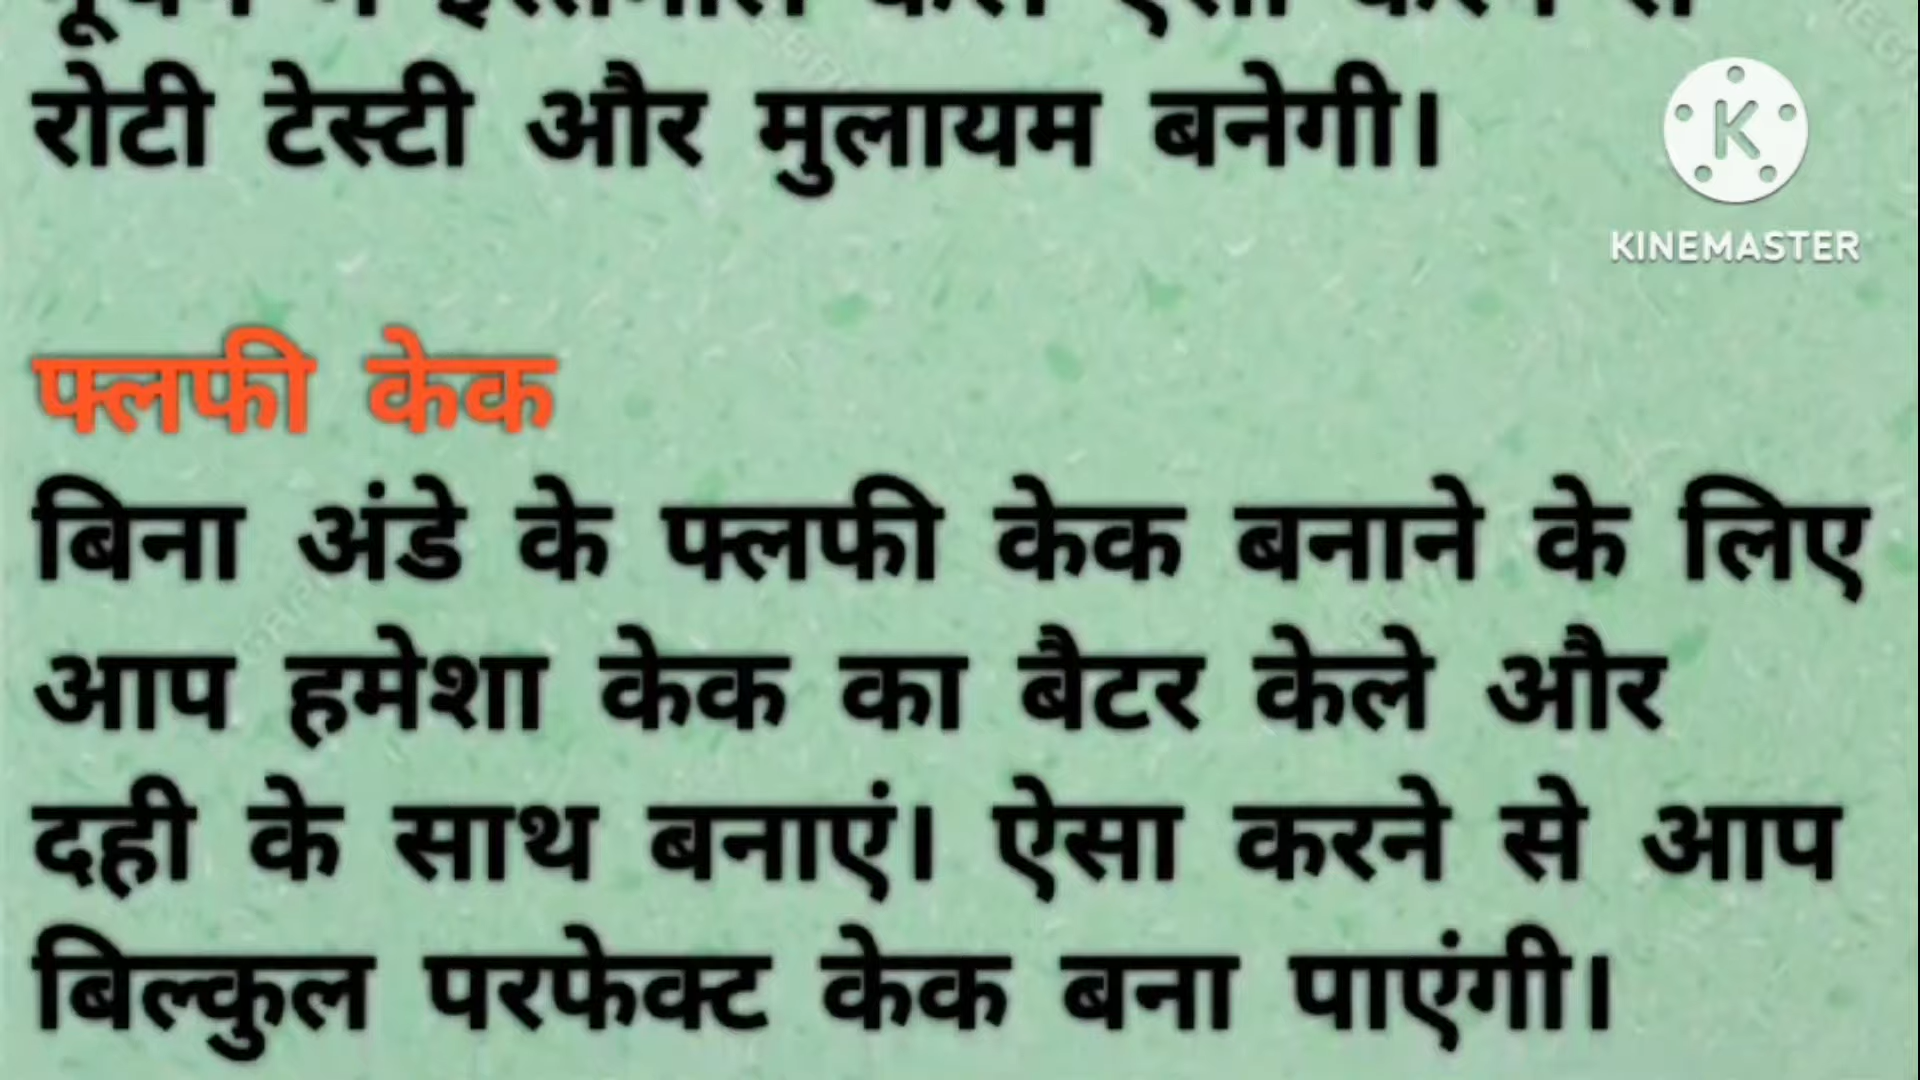 रोटी टेस्टी और मुलायम बनेगी।
KINEMASTER
फ्लफी केक
बिना अंडे के फ्लफी केक बनाने के लिए
आप हमेशा केक का बैटर केले और
दही के साथ बनाएं। ऐसा करने से आप
बिल्कुल परफेक्ट केक बना पाएंगी।